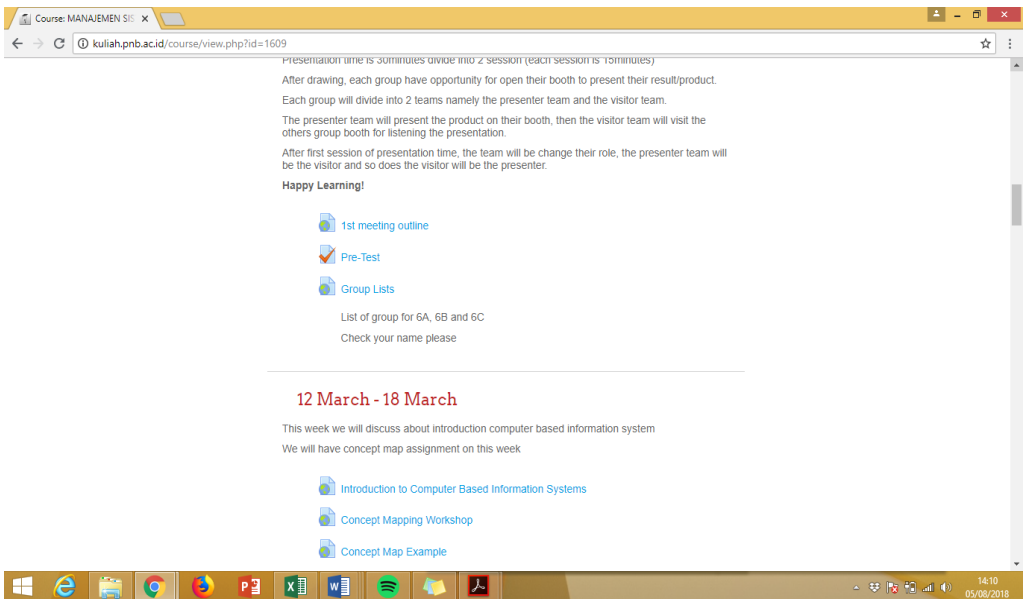 Course: MANAJEMEN SIS
kuliah.pnb.ac.id/course/view.php?id=1609
Presentation time is 30minutes divide into 2 session (each session is 15minutes)
After drawing, each group have opportunity for open their booth to present their result/product.
Each group will divide into 2 teams namely the presenter team and the visitor team.
The presenter team will present the product on their booth, then the visitor team will visit the
others group booth for listening the presentation.
After first session of presentation time, the team will be change their role, the presenter team will
be the visitor and so does the visitor will be the presenter.
Happy Learning!
1st meeting outline
Pre-Test
Group Lists
List of group for 6A, 6B and 6C
Check your name please
12 March - 18 March
This week we will discuss about introduction computer based information system
We will have concept map assignment on this week
Introduction to Computer Based Information Systems
Concept Mapping Workshop
Concept Map Example
14:10
05/08/2018